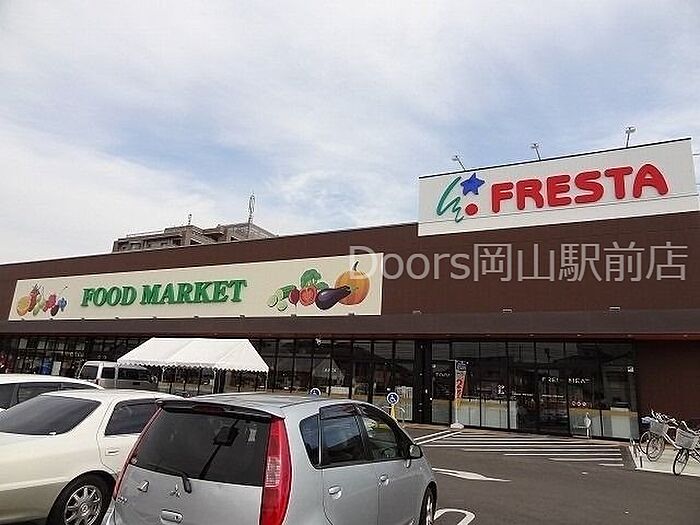 FRESTA
Doors岡山駅前店
FOOD MARKET